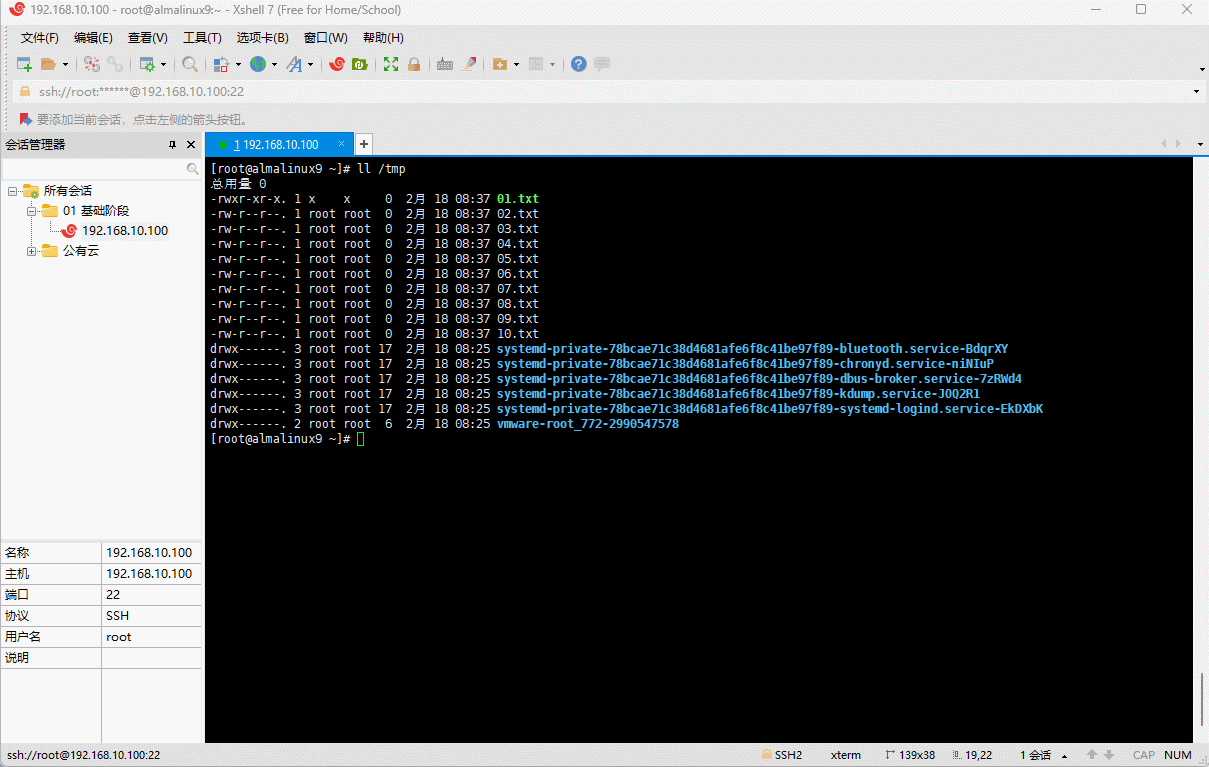 192.168.10.100 - root@almalinux9:~ - Xshell 7 (Free for Home/School)
文件(F) 编辑(E) 查看(V) 工具(T) 选项卡(B) 窗口(W) 帮助(H)
ssh://root:******@192.168.10.100:22
要添加当前会话，点击左侧的箭头按钮。
会话管理器
1 192.168.10.100
所有会话
01 基础阶段
192.168.10.100
公有云
[root@almalinux9 ~]# ll /tmp
总用量 0
-rwxr-xr-x. 1 x    x     0  2月  18 08:37 01.txt
-rw-r--r--. 1 root root  0  2月  18 08:37 02.txt
-rw-r--r--. 1 root root  0  2月  18 08:37 03.txt
-rw-r--r--. 1 root root  0  2月  18 08:37 04.txt
-rw-r--r--. 1 root root  0  2月  18 08:37 05.txt
-rw-r--r--. 1 root root  0  2月  18 08:37 06.txt
-rw-r--r--. 1 root root  0  2月  18 08:37 07.txt
-rw-r--r--. 1 root root  0  2月  18 08:37 08.txt
-rw-r--r--. 1 root root  0  2月  18 08:37 09.txt
-rw-r--r--. 1 root root  0  2月  18 08:37 10.txt
drwx------. 3 root root 17  2月  18 08:25 systemd-private-78bcae71c38d4681afe6f8c41be97f89-bluetooth.service-BdqrXY
drwx------. 3 root root 17  2月  18 08:25 systemd-private-78bcae71c38d4681afe6f8c41be97f89-chronyd.service-niNIuP
drwx------. 3 root root 17  2月  18 08:25 systemd-private-78bcae71c38d4681afe6f8c41be97f89-dbus-broker.service-7zRWd4
drwx------. 3 root root 17  2月  18 08:25 systemd-private-78bcae71c38d4681afe6f8c41be97f89-kdump.service-JOQ2Rl
drwx------. 3 root root 17  2月  18 08:25 systemd-private-78bcae71c38d4681afe6f8c41be97f89-systemd-logind.service-EkDXbK
drwx------. 2 root root  6  2月  18 08:25 vmware-root_772-2990547578
[root@almalinux9 ~]#
名称 192.168.10.100
主机 192.168.10.100
端口 22
协议 SSH
用户名 root
说明
ssh://root@192.168.10.100:22 SSH2 xterm 139x38 19,22 1 会话 CAP NUM